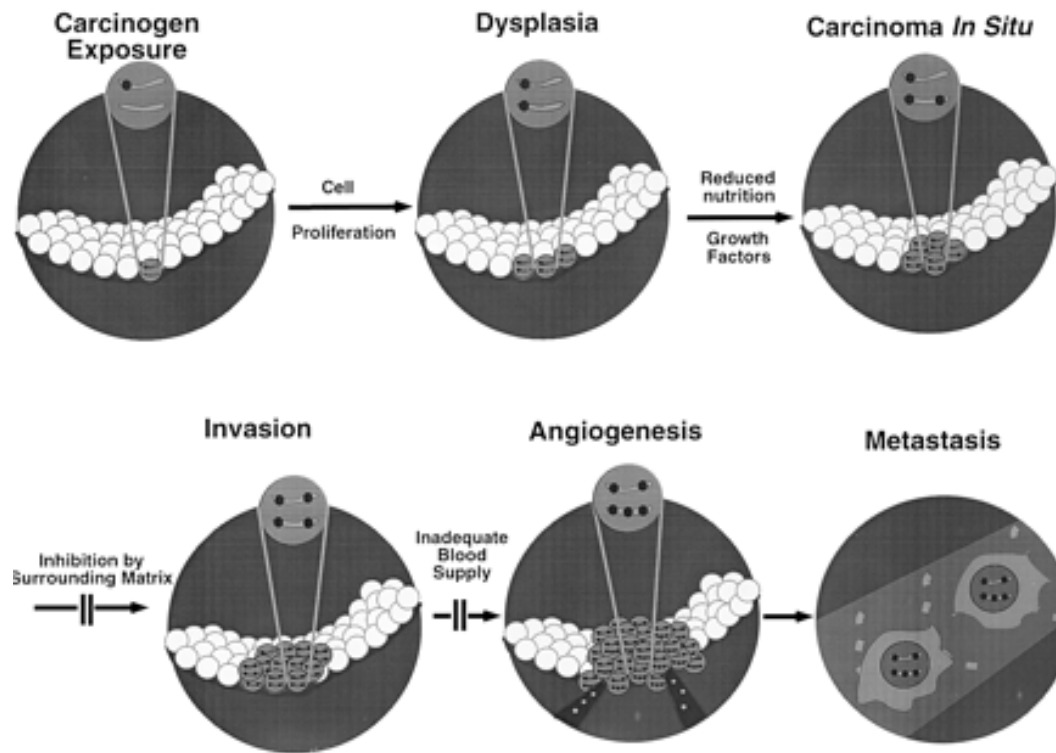 Carcinogen
Exposure
Dysplasia
Carcinoma In Situ
Cell
Proliferation
Reduced
nutrition
Growth
Factors
Invasion
Angiogenesis
Metastasis
Inhibition by
Surrounding Matrix
Inadequate
Blood
Supply